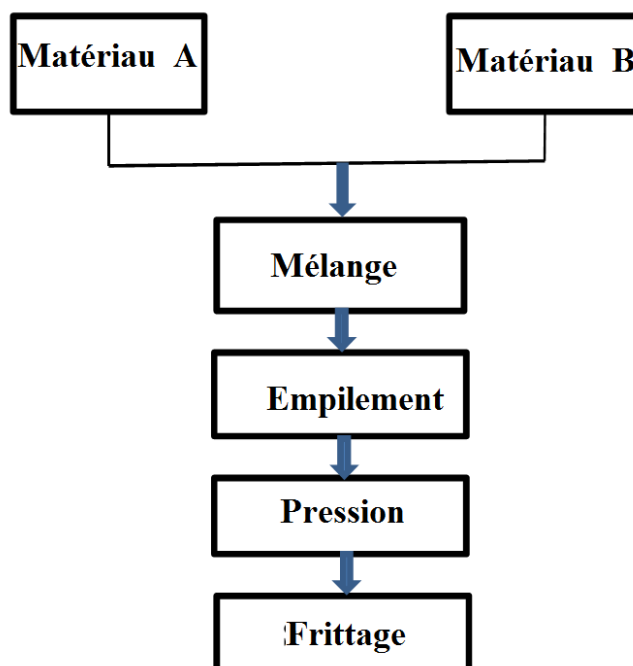 Matériau A
Matériau B
Mélange
Empilement
Pression
Frittage